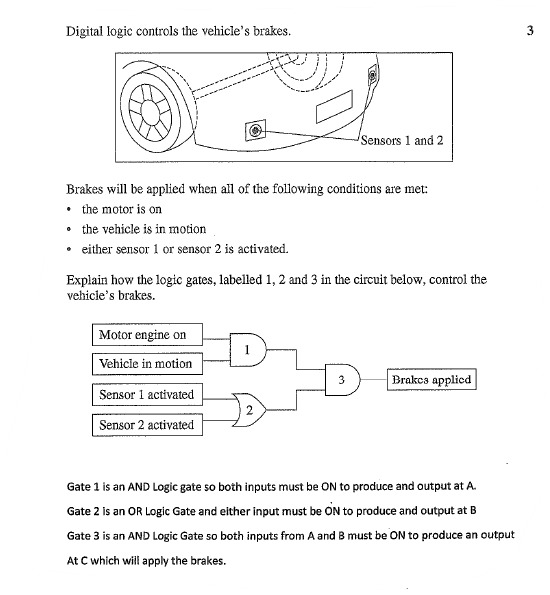 Digital logic controls the vehicle's brakes.
3
Sensors 1 and 2
Brakes will be applied when all of the following conditions are met:
• the motor is on
• the vehicle is in motion
• either sensor 1 or sensor 2 is activated.
Explain how the logic gates, labelled 1, 2 and 3 in the circuit below, control the
vehicle's brakes.
Motor engine on
1
Vehicle in motion
3
Brakes applied
Sensor 1 activated
2
Sensor 2 activated
Gate 1 is an AND Logic gate so both inputs must be ON to produce and output at A.
Gate 2 is an OR Logic Gate and either input must be ON to produce and output at B
Gate 3 is an AND Logic Gate so both inputs from A and B must be ON to produce an output
At C which will apply the brakes.